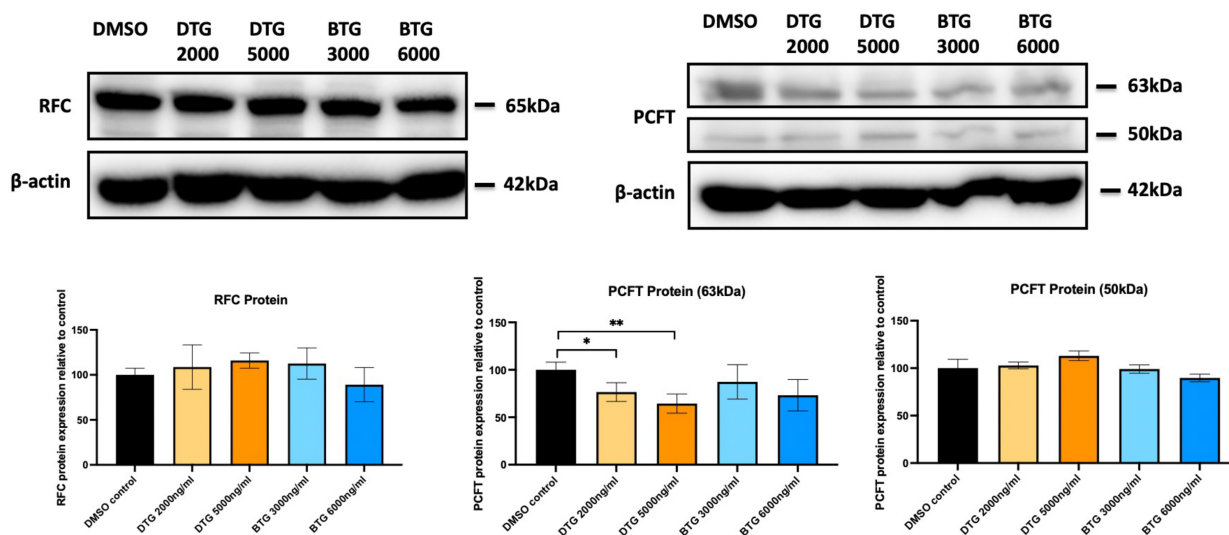 DMSO DTG 2000 DTG 5000 BTG 3000 BTG 6000
RFC
65kDa
β-actin
42kDa
DMSO DTG 2000 DTG 5000 BTG 3000 BTG 6000
PCFT
63kDa
50kDa
β-actin
42kDa
RFC Protein
RFC protein expression relative to control
150
100
50
0
DMSO control
DTG 2000ng/ml
DTG 5000ng/ml
BTG 3000ng/ml
BTG 6000ng/ml
PCFT Protein (63kDa)
PCFT protein expression relative to control
150
100
50
0
**
*
DMSO control
DTG 2000ng/ml
DTG 5000ng/ml
BTG 3000ng/ml
BTG 6000ng/ml
PCFT Protein (50kDa)
PCFT protein expression relative to control
150
100
50
0
DMSO control
DTG 2000ng/ml
DTG 5000ng/ml
BTG 3000ng/ml
BTG 6000ng/ml